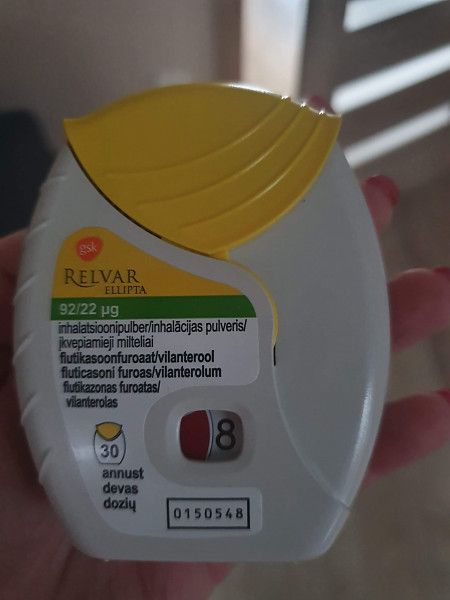 gsk
RELVAR
ELLIPTA
92/22 µg
inhalatsioonipulber/inhalācijas pulveris/
įkvepiamieji milteliai
flutikasoonfuroaat/vilanterool
fluticasoni furoas/vilanterolum
flutikazonas furoatas/
vilanterolas
8
30
annust
devas
dozių
0150548